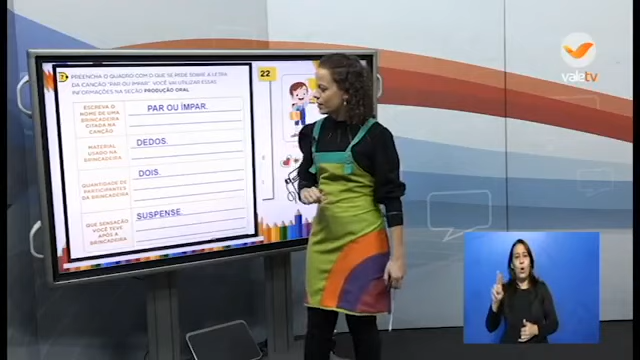 PREENCHA O QUADRO COM O QUE SE PEDE SOBRE A LETRA
DA CANÇÃO "PAR OU ÍMPAR". VOCÊ VAI UTILIZAR ESSAS
INFORMAÇÕES NA SEÇÃO PRODUÇÃO ORAL
22
valetv
ESCREVA O
NOME DE UMA
BRINCADEIRA
CITADA NA
CANÇÃO
PAR OU ÍMPAR.
MATERIAL
USADO NA
BRINCADEIRA
DEDOS.
QUANTIDADE DE
PARTICIPANTES
DA BRINCADEIRA
DOIS.
QUE SENSAÇÃO
VOCÊ TEVE
APÓS A
BRINCADEIRA
SUSPENSE.